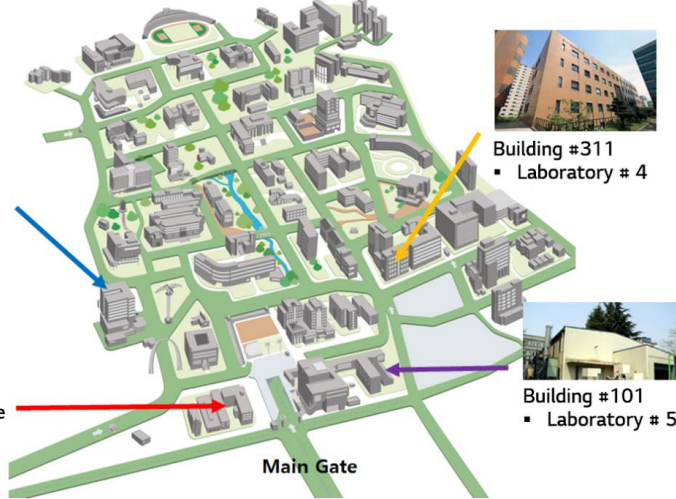 Building #311
▪ Laboratory # 4
Building #101
▪ Laboratory # 5
e
Main Gate